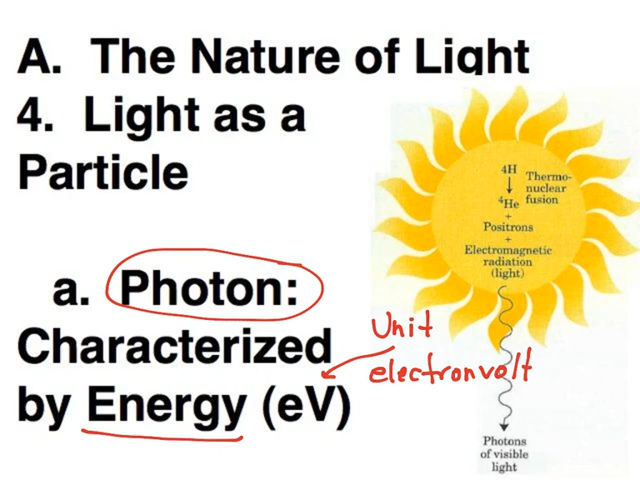 A. The Nature of Light
4. Light as a
Particle
a. Photon:
Characterized
by Energy (eV)
Unit
electronvolt
4H
↓
⁴He
+
Positrons
+
Electromagnetic
radiation
(light)
Thermo-
nuclear
fusion
Photons
of visible
light